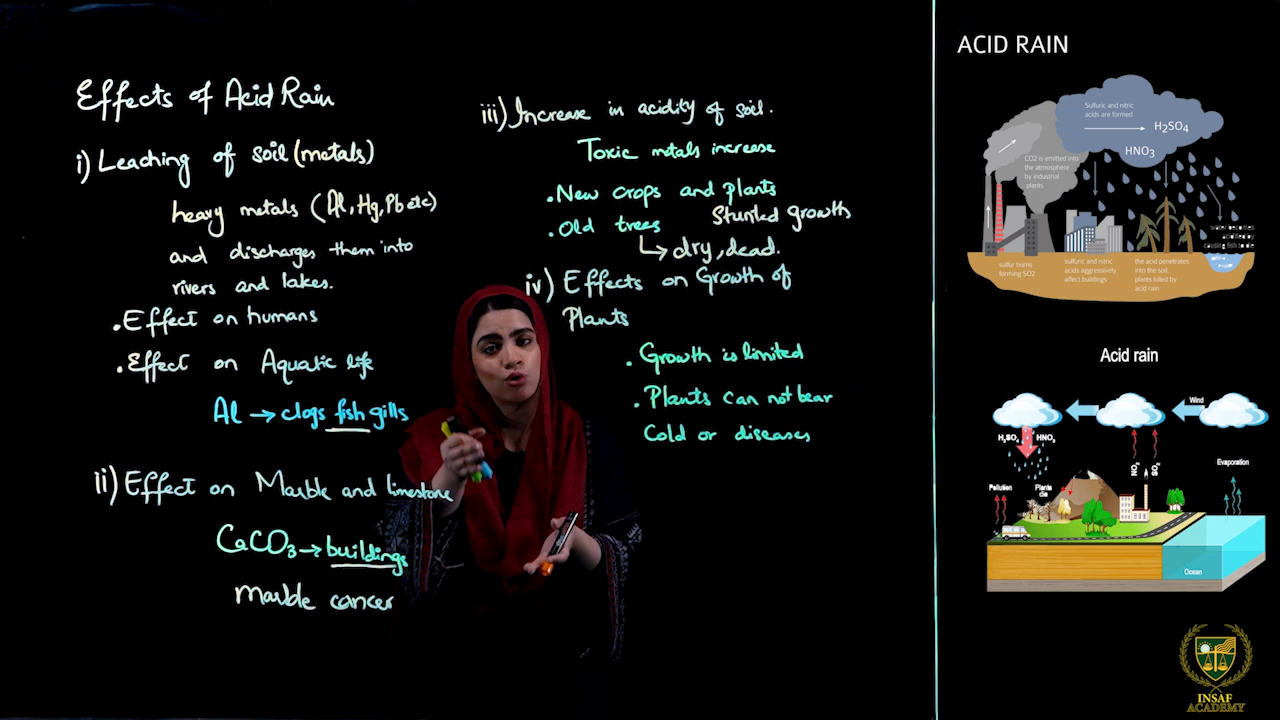 Effects of Acid Rain
i) Leaching of soil (metals)
heavy metals (Al, Hg, Pb etc)
and discharges them into
rivers and lakes.
. Effect on humans
. Effect on Aquatic life
Al → clogs fish gills
ii) Effect on Marble and limestone
CaCO3 → buildings
marble cancer
iii) Increase in acidity of soil.
Toxic metals increase
. New crops and plants
Stunted growth
. Old trees
↳ dry, dead.
iv) Effects on Growth of
Plants
. Growth is limited
. Plants can not bear
Cold or diseases
ACID RAIN
Sulfuric and nitric
acids are formed
H2SO4
HNO3
CO2 is emitted into
the atmosphere
by industrial
plants
sulfur burns
forming SO2
sulfuric and nitric
acids aggressively
affect buildings
the acid penetrates
into the soil.
plants killed by
acid rain
Acid rain
Wind
H2SO4
HNO3
NO
SO
Evaporation
Pollution
Plants
die
Ocean
INSAF
ACADEMY